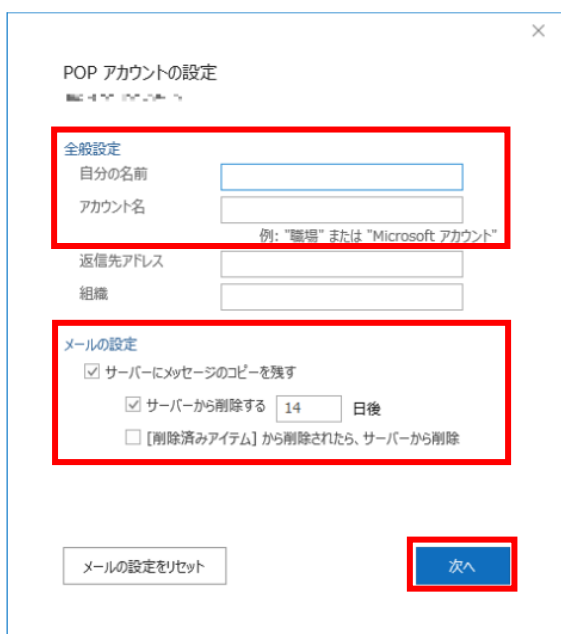 POP アカウントの設定
全般設定
自分の名前
アカウント名
例: "職場" または "Microsoft アカウント"
返信先アドレス
組織
メールの設定
サーバーにメッセージのコピーを残す
サーバーから削除する 14 日後
[削除済みアイテム] から削除されたら、サーバーから削除
メールの設定をリセット 次へ